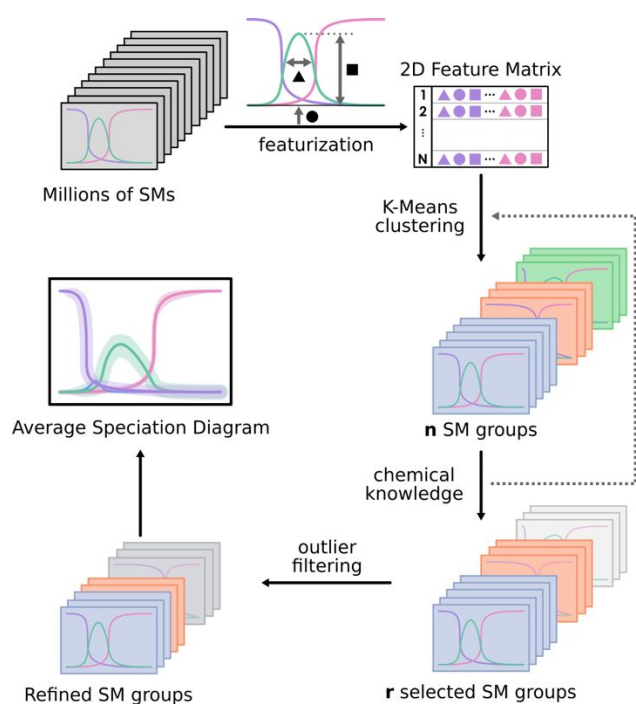 Millions of SMs
featurization
2D Feature Matrix
1
2
⋮
N
...
...
...
...
...
...
K-Means
clustering
n SM groups
chemical
knowledge
r selected SM groups
outlier
filtering
Refined SM groups
Average Speciation Diagram